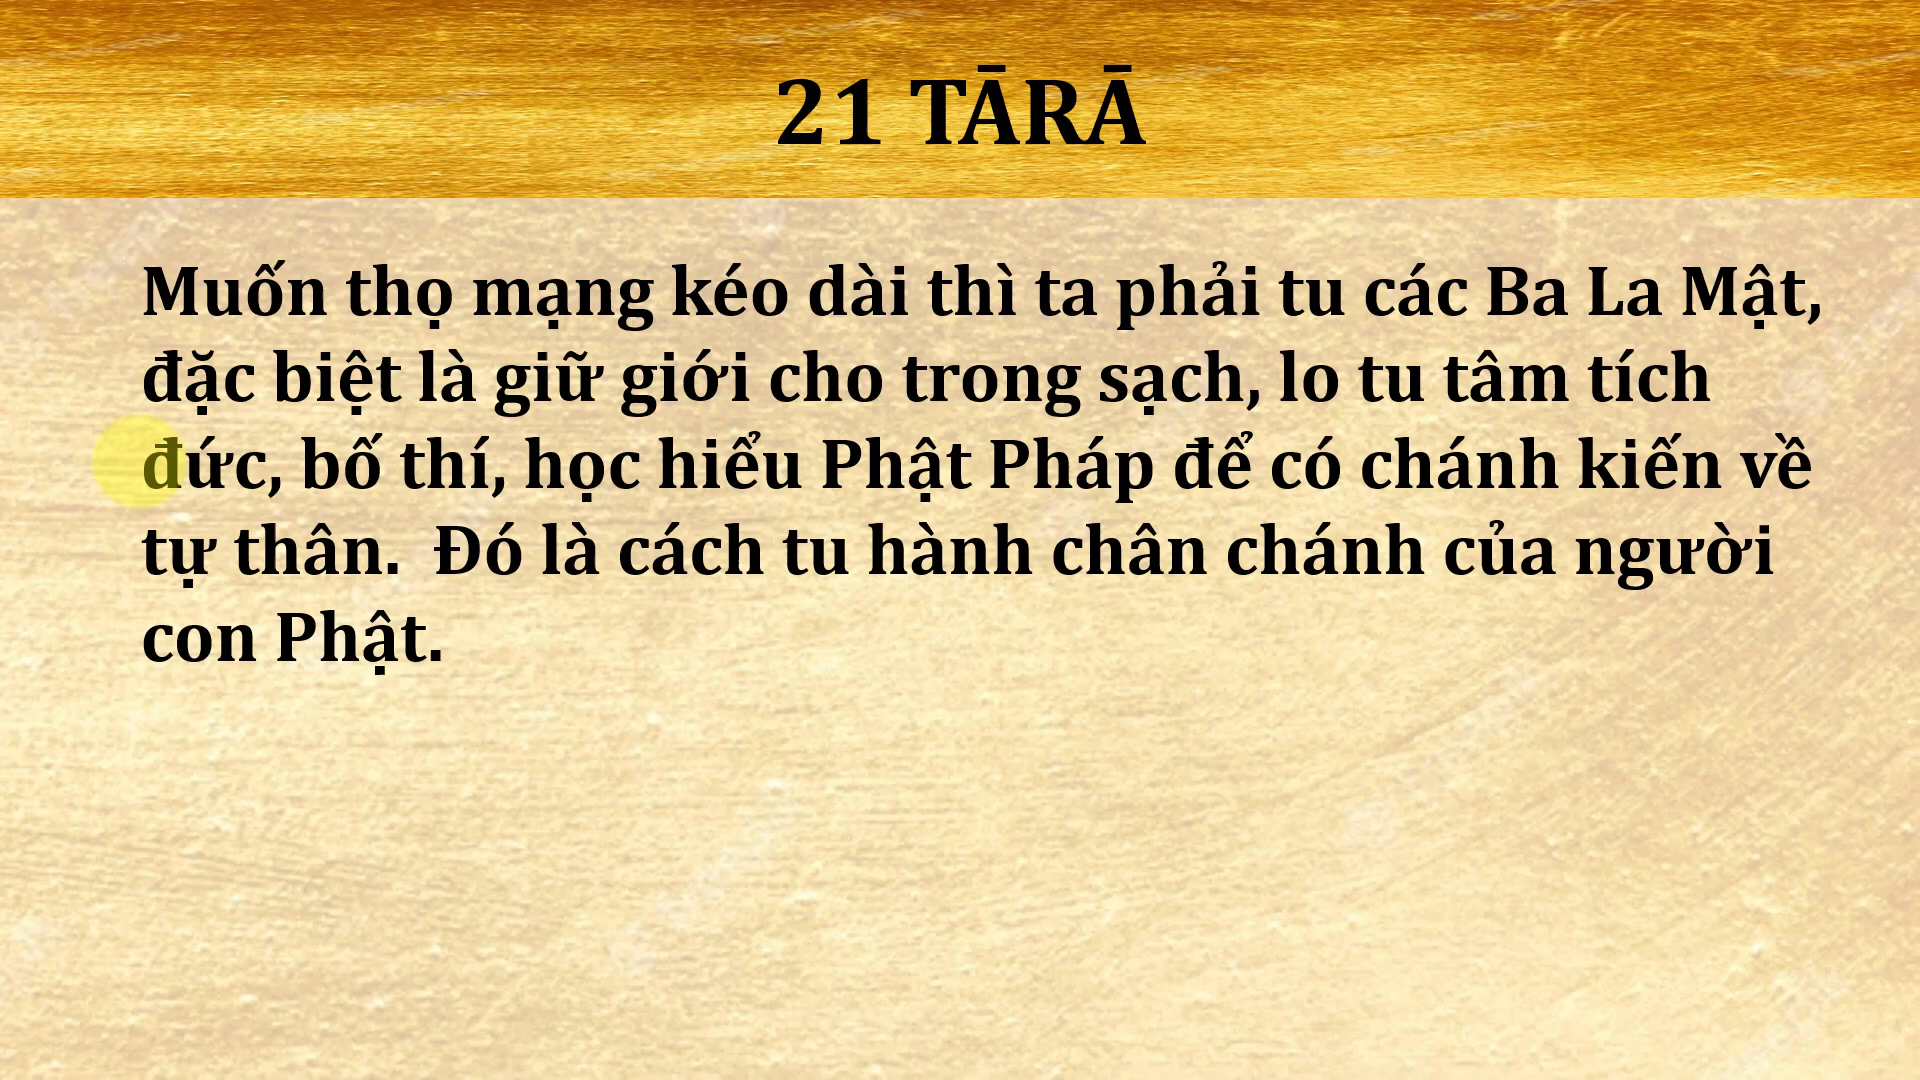 21 TĀRĀ
Muốn thọ mạng kéo dài thì ta phải tu các Ba La Mật,
đặc biệt là giữ giới cho trong sạch, lo tu tâm tích
đức, bố thí, học hiểu Phật Pháp để có chánh kiến về
tự thân.  Đó là cách tu hành chân chánh của người
con Phật.